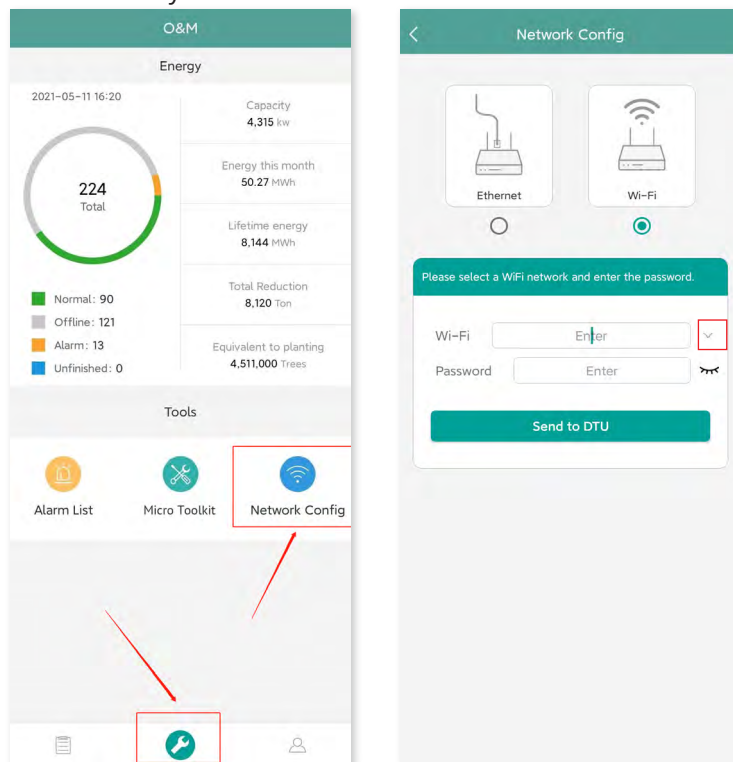 O&M
Energy
2021-05-11 16:20
224
Total
Normal: 90
Offline: 121
Alarm: 13
Unfinished: 0
Capacity
4,315 kw
Energy this month
50.27 MWh
Lifetime energy
8,144 MWh
Total Reduction
8,120 Ton
Equivalent to planting
4,511,000 Trees
Tools
Alarm List
Micro Toolkit
Network Config
Network Config
Ethernet
Wi-Fi
Please select a WiFi network and enter the password.
Wi-Fi
Enter
Password
Enter
Send to DTU